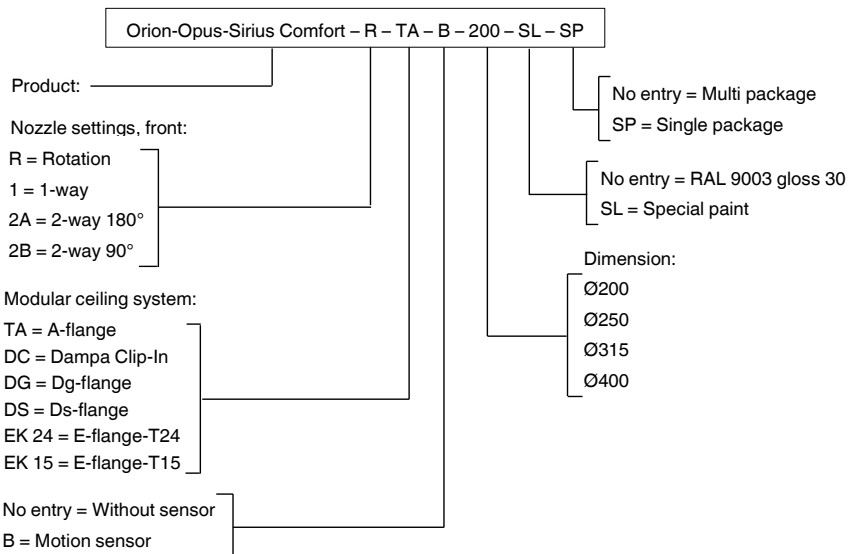 Orion-Opus-Sirius Comfort – R – TA – B – 200 – SL – SP
Product:
Nozzle settings, front:
R = Rotation
1 = 1-way
2A = 2-way 180°
2B = 2-way 90°
Modular ceiling system:
TA = A-flange
DC = Dampa Clip-In
DG = Dg-flange
DS = Ds-flange
EK 24 = E-flange-T24
EK 15 = E-flange-T15
No entry = Without sensor
B = Motion sensor
No entry = Multi package
SP = Single package
No entry = RAL 9003 gloss 30
SL = Special paint
Dimension:
Ø200
Ø250
Ø315
Ø400